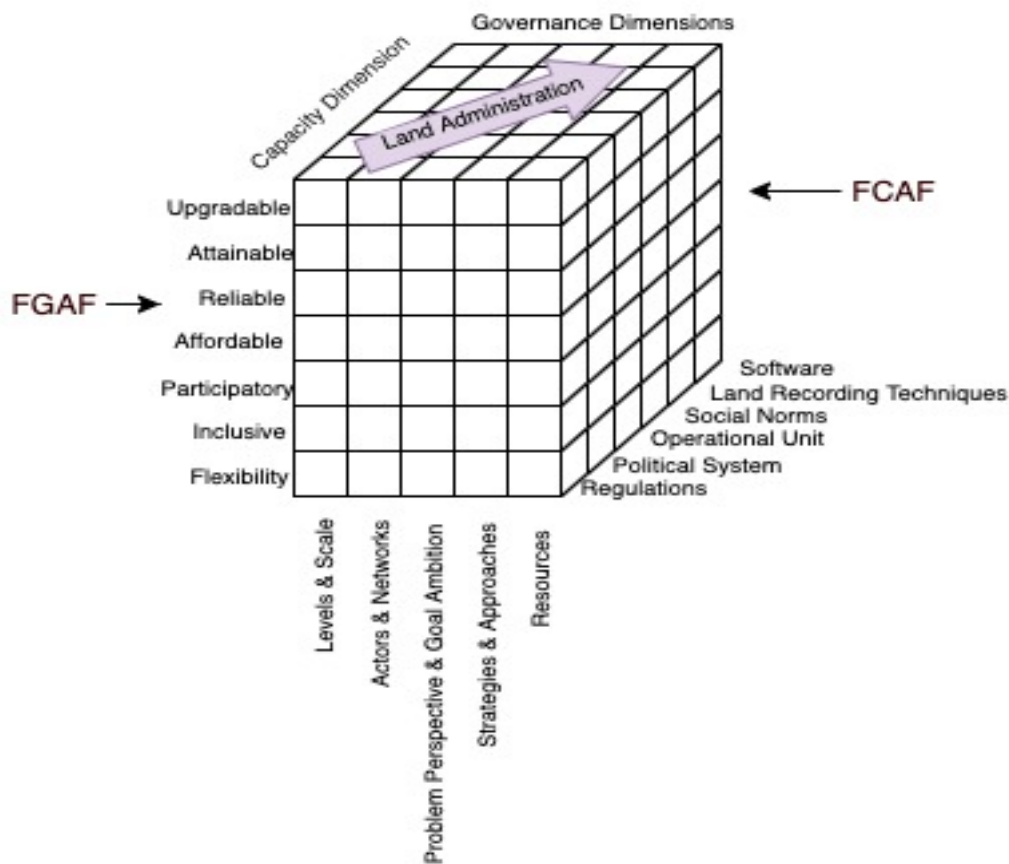 Governance Dimensions
Capacity Dimension
Land Administration
FCAF
FGAF
Upgradable
Attainable
Reliable
Affordable
Participatory
Inclusive
Flexibility
Software
Land Recording Techniques
Social Norms
Operational Unit
Political System
Regulations
Levels & Scale
Actors & Networks
Problem Perspective & Goal Ambition
Strategies & Approaches
Resources